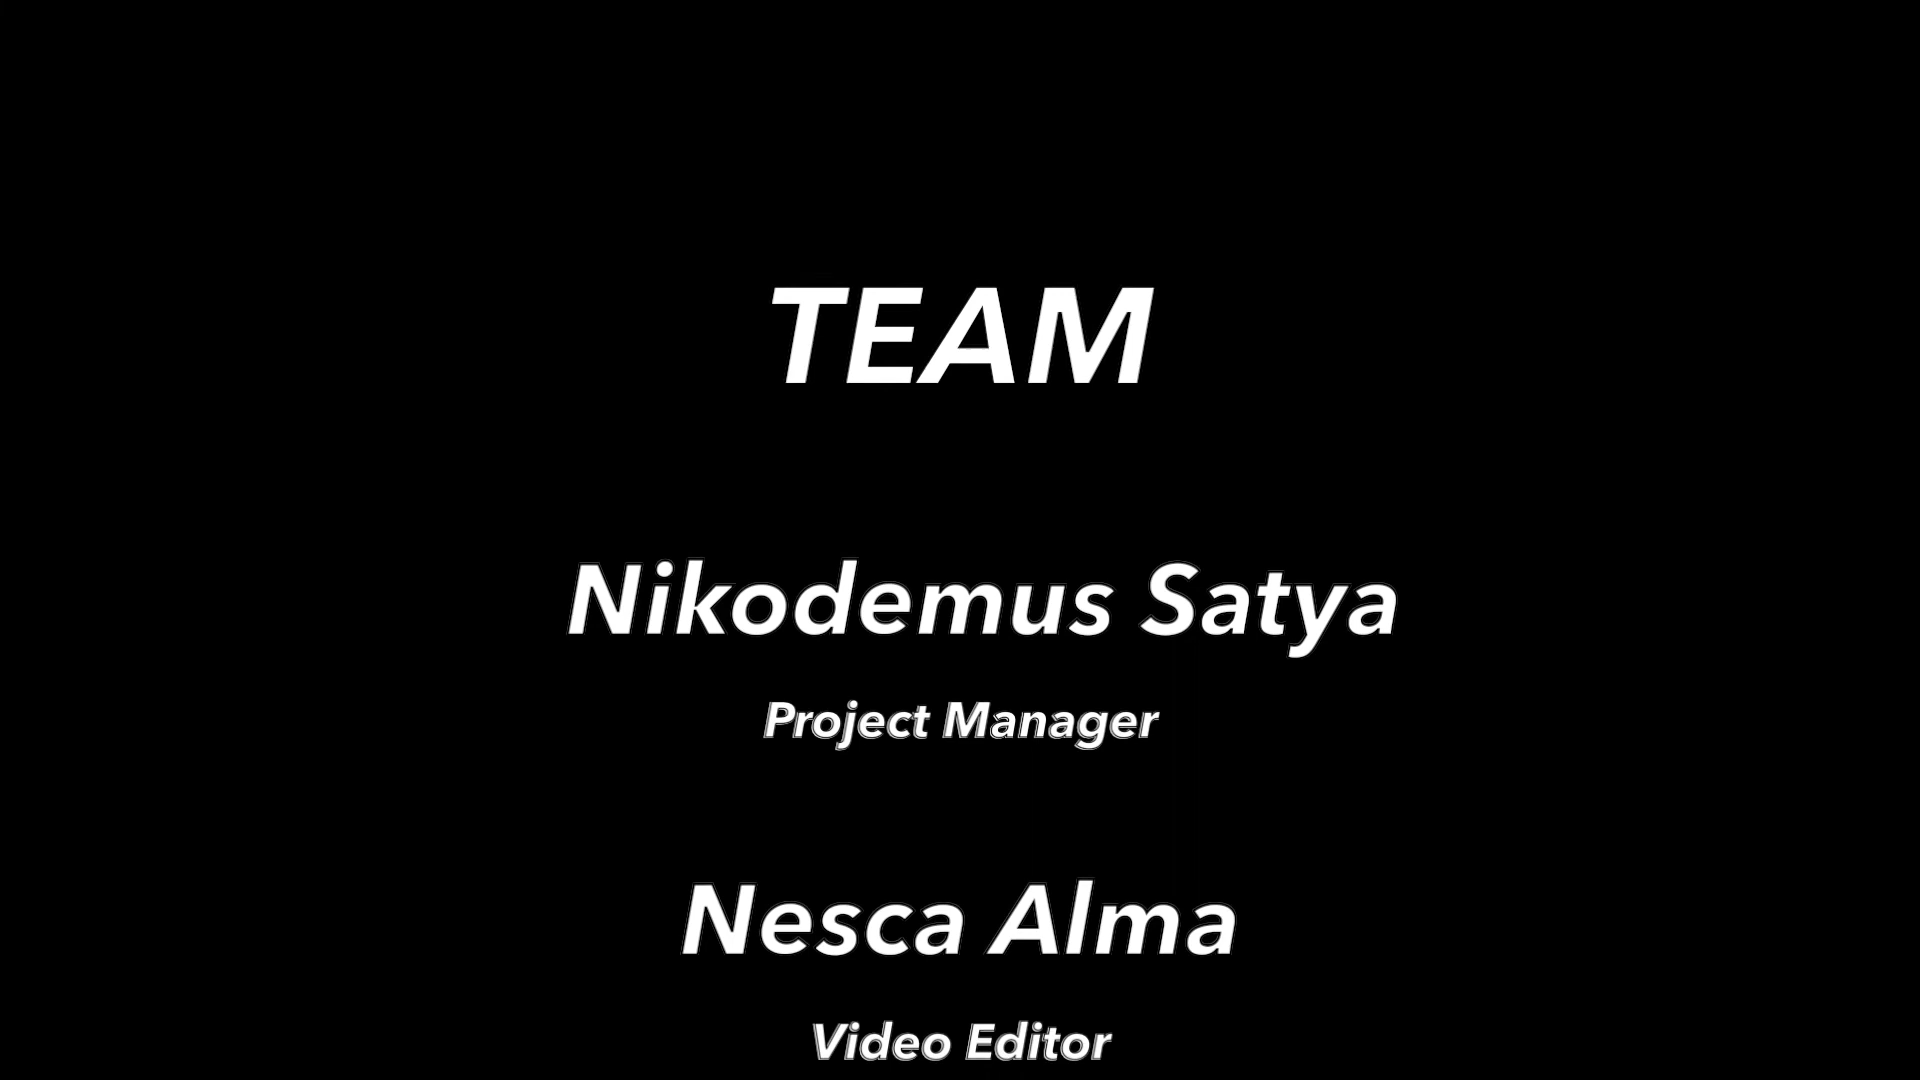 TEAM
Nikodemus Satya
Project Manager
Nesca Alma
Video Editor